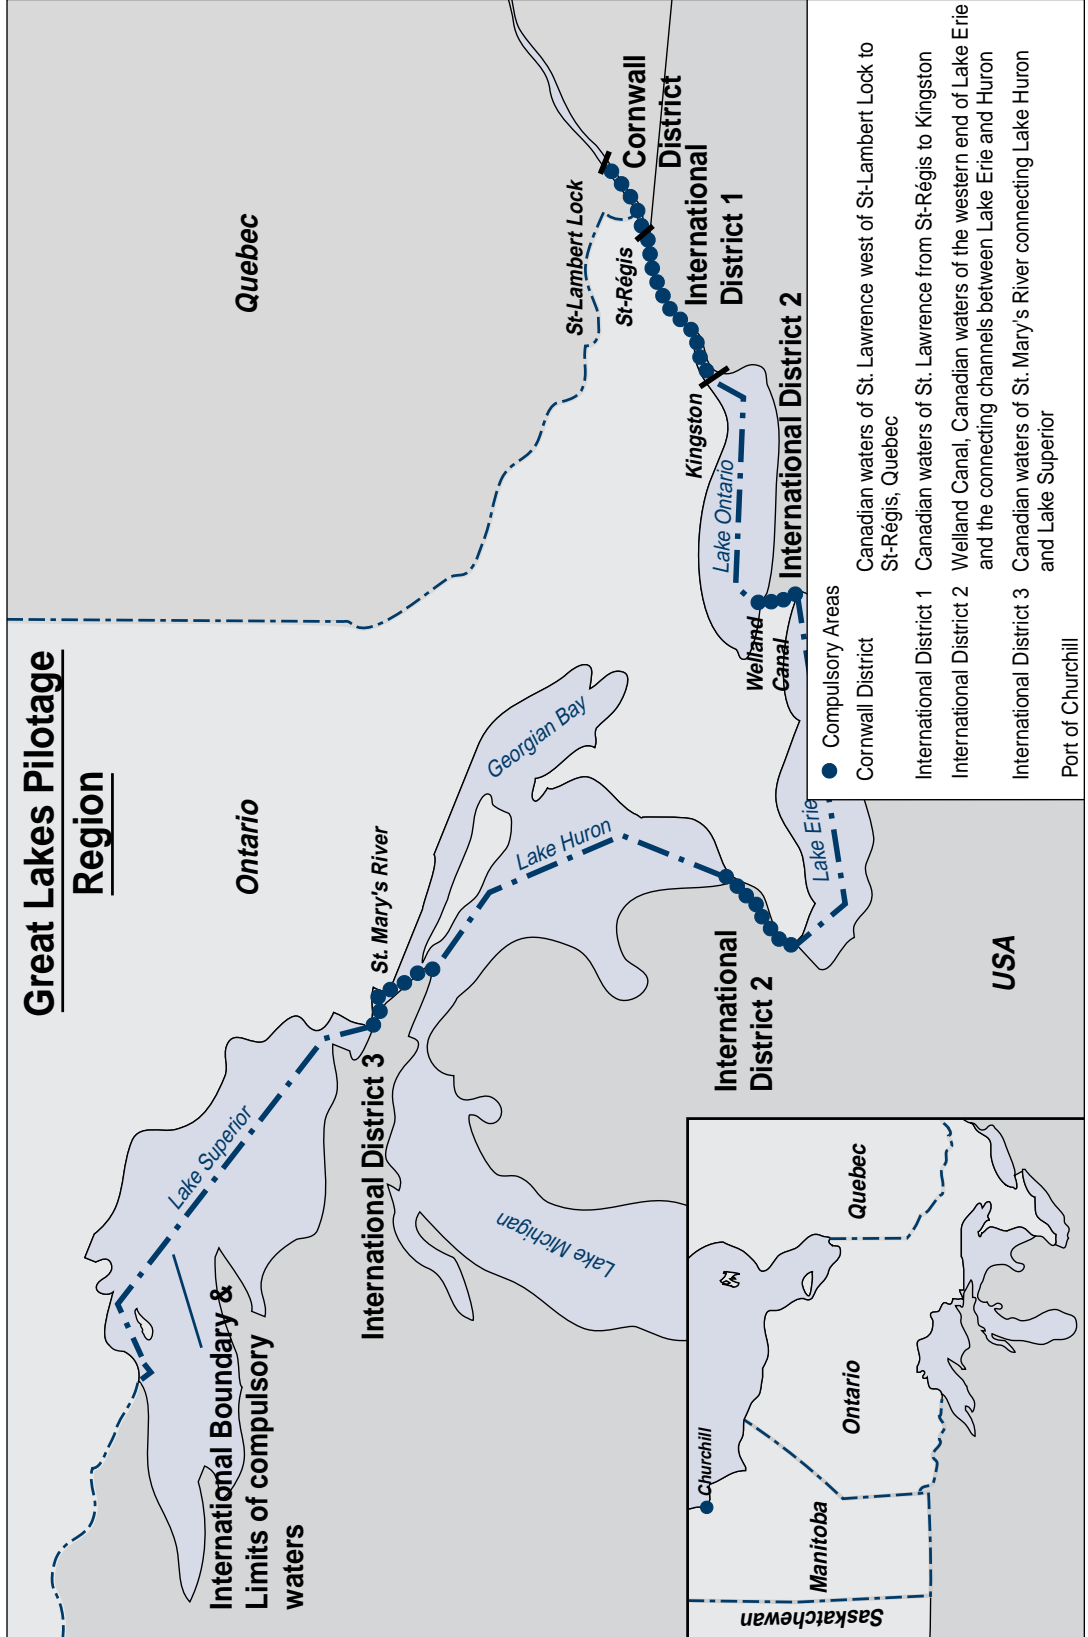 Great Lakes Pilotage
Region
Quebec
Ontario
St-Lambert Lock
Cornwall
District
St-Régis
International
District 1
Kingston
Lake Ontario
International District 2
Welland
Canal
Georgian Bay
St. Mary's River
Lake Huron
Lake Erie
International
District 2
USA
International District 3
Lake Superior
Lake Michigan
International Boundary &
Limits of compulsory
waters
Compulsory Areas
Cornwall District Canadian waters of St. Lawrence west of St-Lambert Lock to
St-Régis, Quebec
International District 1 Canadian waters of St. Lawrence from St-Régis to Kingston
International District 2 Welland Canal, Canadian waters of the western end of Lake Erie
and the connecting channels between Lake Erie and Huron
International District 3 Canadian waters of St. Mary's River connecting Lake Huron
and Lake Superior
Port of Churchill
Churchill
Quebec
Ontario
Manitoba
Saskatchewan